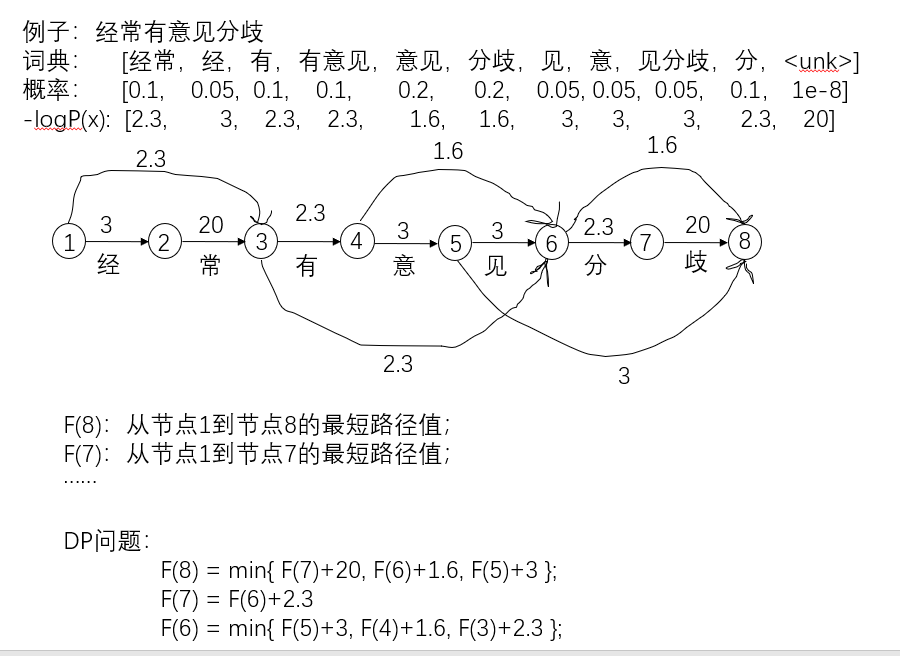 例子：经常有意见分歧
词典： [经常, 经, 有, 有意见, 意见, 分歧, 见, 意, 见分歧, 分, <unk>]
概率： [0.1, 0.05, 0.1, 0.1, 0.2, 0.2, 0.05, 0.05, 0.05, 0.1, 1e-8]
-logP(x): [2.3, 3, 2.3, 2.3, 1.6, 1.6, 3, 3, 3, 2.3, 20]
2.3 1.6 1.6
3 20 2.3 3 3 2.3 20
1 2 3 4 5 6 7 8
经 常 有 意 见 分 歧
2.3 3
F(8)：从节点1到节点8的最短路径值；
F(7)：从节点1到节点7的最短路径值；
……
DP问题：
F(8) = min{ F(7)+20, F(6)+1.6, F(5)+3 };
F(7) = F(6)+2.3
F(6) = min{ F(5)+3, F(4)+1.6, F(3)+2.3 };